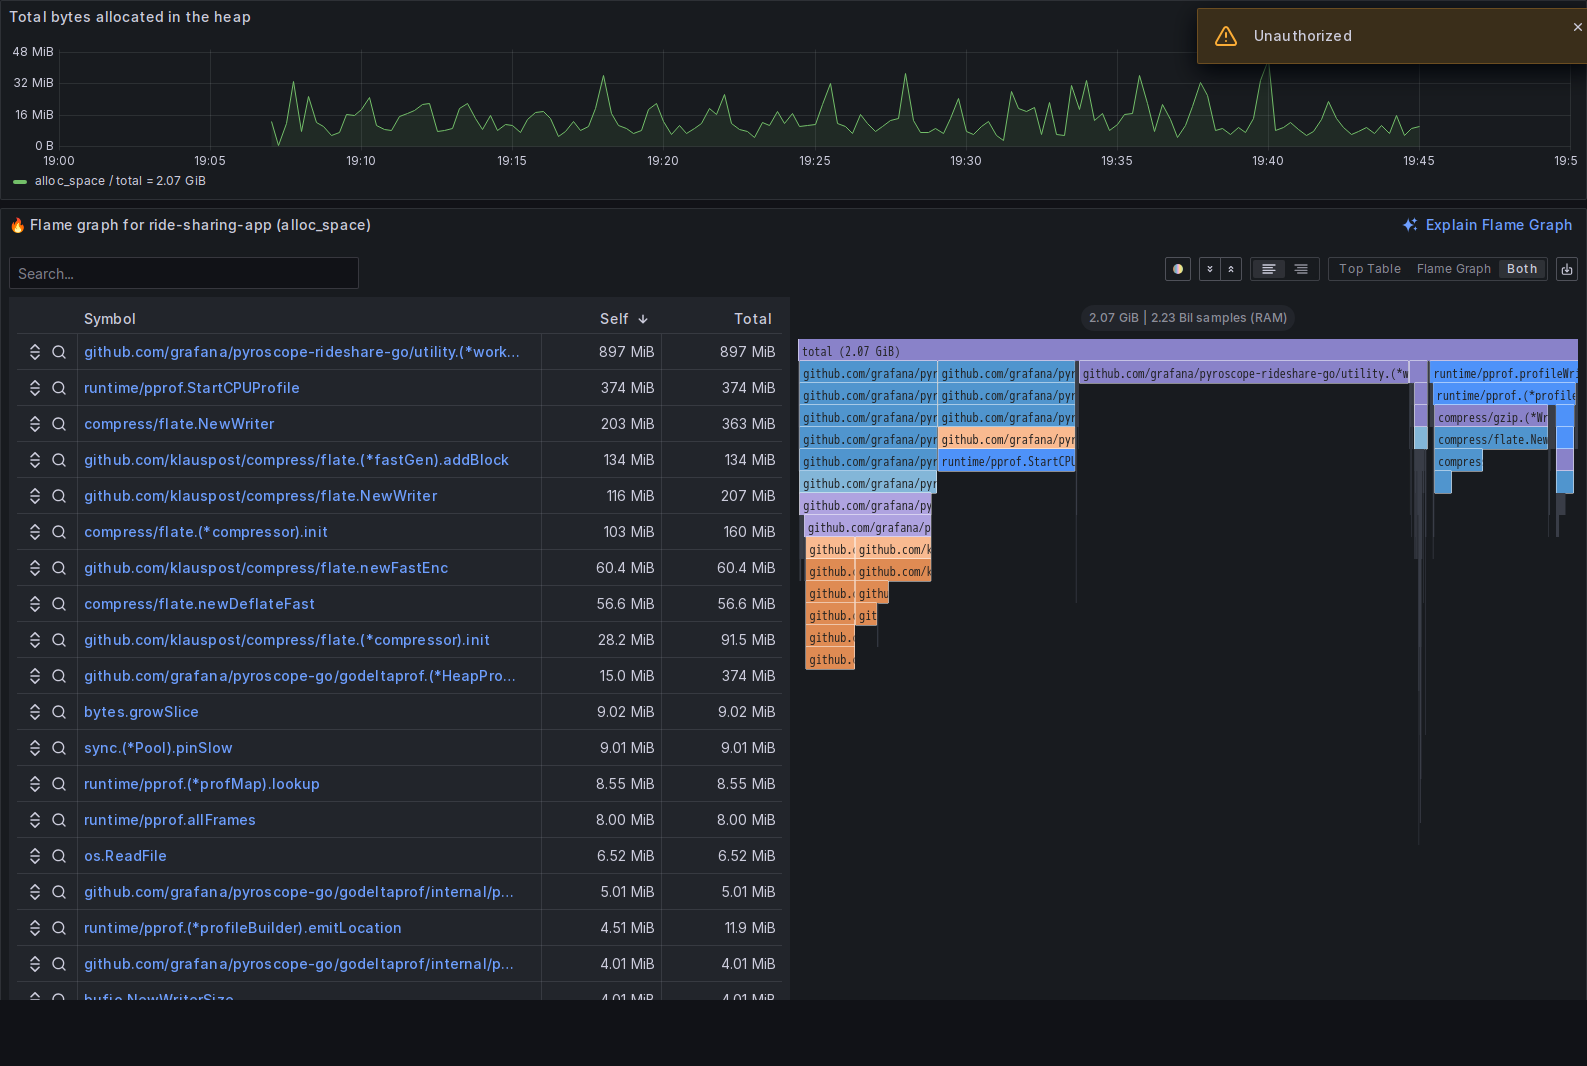 Total bytes allocated in the heap
Unauthorized
48 MiB
32 MiB
16 MiB
0 B
19:00 19:05 19:10 19:15 19:20 19:25 19:30 19:35 19:40 19:45 19:5
alloc_space / total = 2.07 GiB
🔥 Flame graph for ride-sharing-app (alloc_space)
Explain Flame Graph
Search...
Top Table Flame Graph Both
Symbol Self Total
github.com/grafana/pyroscope-rideshare-go/utility.(*work... 897 MiB 897 MiB
runtime/pprof.StartCPUProfile 374 MiB 374 MiB
compress/flate.NewWriter 203 MiB 363 MiB
github.com/klauspost/compress/flate.(*fastGen).addBlock 134 MiB 134 MiB
github.com/klauspost/compress/flate.NewWriter 116 MiB 207 MiB
compress/flate.(*compressor).init 103 MiB 160 MiB
github.com/klauspost/compress/flate.newFastEnc 60.4 MiB 60.4 MiB
compress/flate.newDeflateFast 56.6 MiB 56.6 MiB
github.com/klauspost/compress/flate.(*compressor).init 28.2 MiB 91.5 MiB
github.com/grafana/pyroscope-go/godeltaprof.(*HeapPro... 15.0 MiB 374 MiB
bytes.growSlice 9.02 MiB 9.02 MiB
sync.(*Pool).pinSlow 9.01 MiB 9.01 MiB
runtime/pprof.(*profMap).lookup 8.55 MiB 8.55 MiB
runtime/pprof.allFrames 8.00 MiB 8.00 MiB
os.ReadFile 6.52 MiB 6.52 MiB
github.com/grafana/pyroscope-go/godeltaprof/internal/p... 5.01 MiB 5.01 MiB
runtime/pprof.(*profileBuilder).emitLocation 4.51 MiB 11.9 MiB
github.com/grafana/pyroscope-go/godeltaprof/internal/p... 4.01 MiB 4.01 MiB
bufio.NewWriterSize 4.01 MiB 4.01 MiB
2.07 GiB | 2.23 Bil samples (RAM)
total (2.07 GiB)
github.com/grafana/pyr github.com/grafana/pyr github.com/grafana/pyroscope-rideshare-go/utility.(*w runtime/pprof.profileWri
github.com/grafana/pyr github.com/grafana/pyr runtime/pprof.(*profile
github.com/grafana/pyr github.com/grafana/pyr compress/gzip.(*Wr
github.com/grafana/pyr github.com/grafana/pyr compress/flate.New
github.com/grafana/pyr runtime/pprof.StartCPU compres
github.com/grafana/pyr
github.com/grafana/py
github.com/grafana/p
github. github.com/k
github. github.com/k
github. githu
github. git
github.
github.